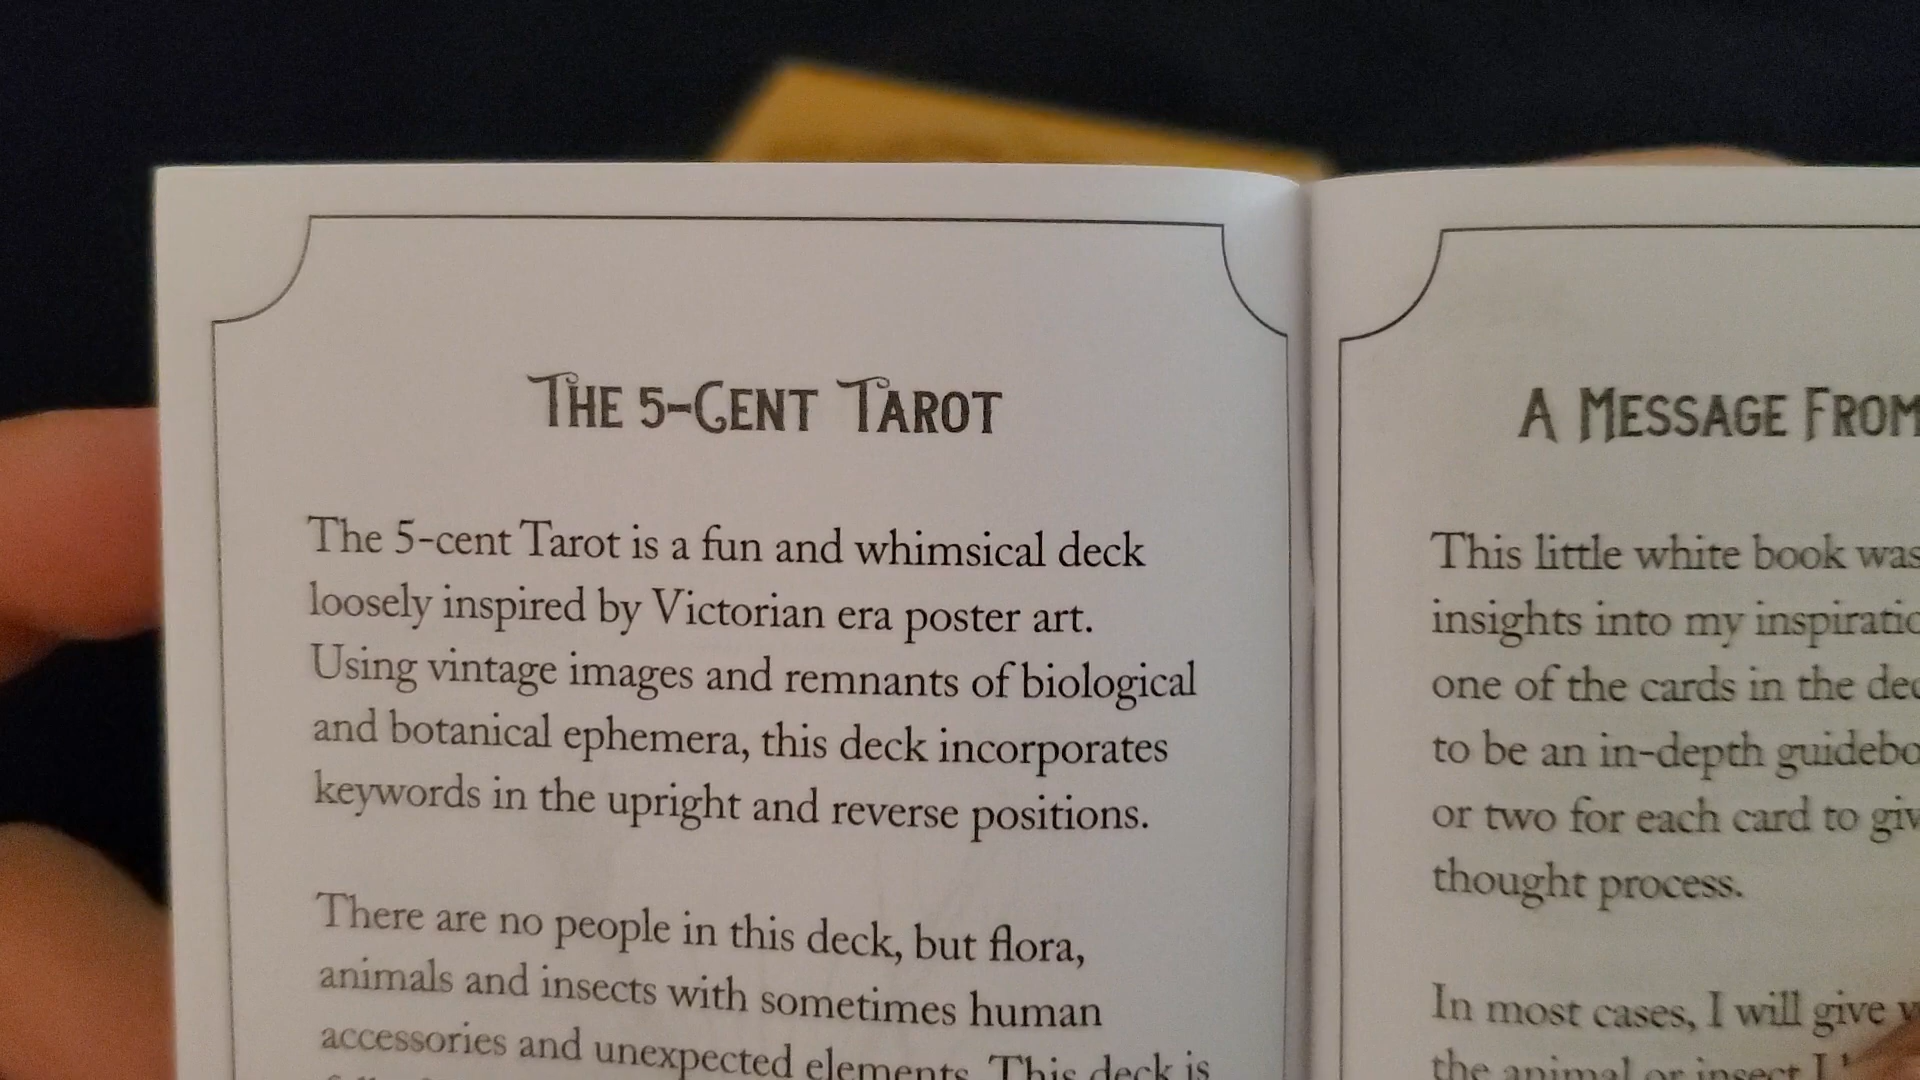 THE 5-CENT TAROT
The 5-cent Tarot is a fun and whimsical deck
loosely inspired by Victorian era poster art.
Using vintage images and remnants of biological
and botanical ephemera, this deck incorporates
keywords in the upright and reverse positions.
There are no people in this deck, but flora,
animals and insects with sometimes human
accessories and unexpected elements. This deck is
A MESSAGE FROM
This little white book was
insights into my
one of the cards in the
to be an in-depth
or two for each card to
thought process.
In most cases, I will give
the animal or insect I